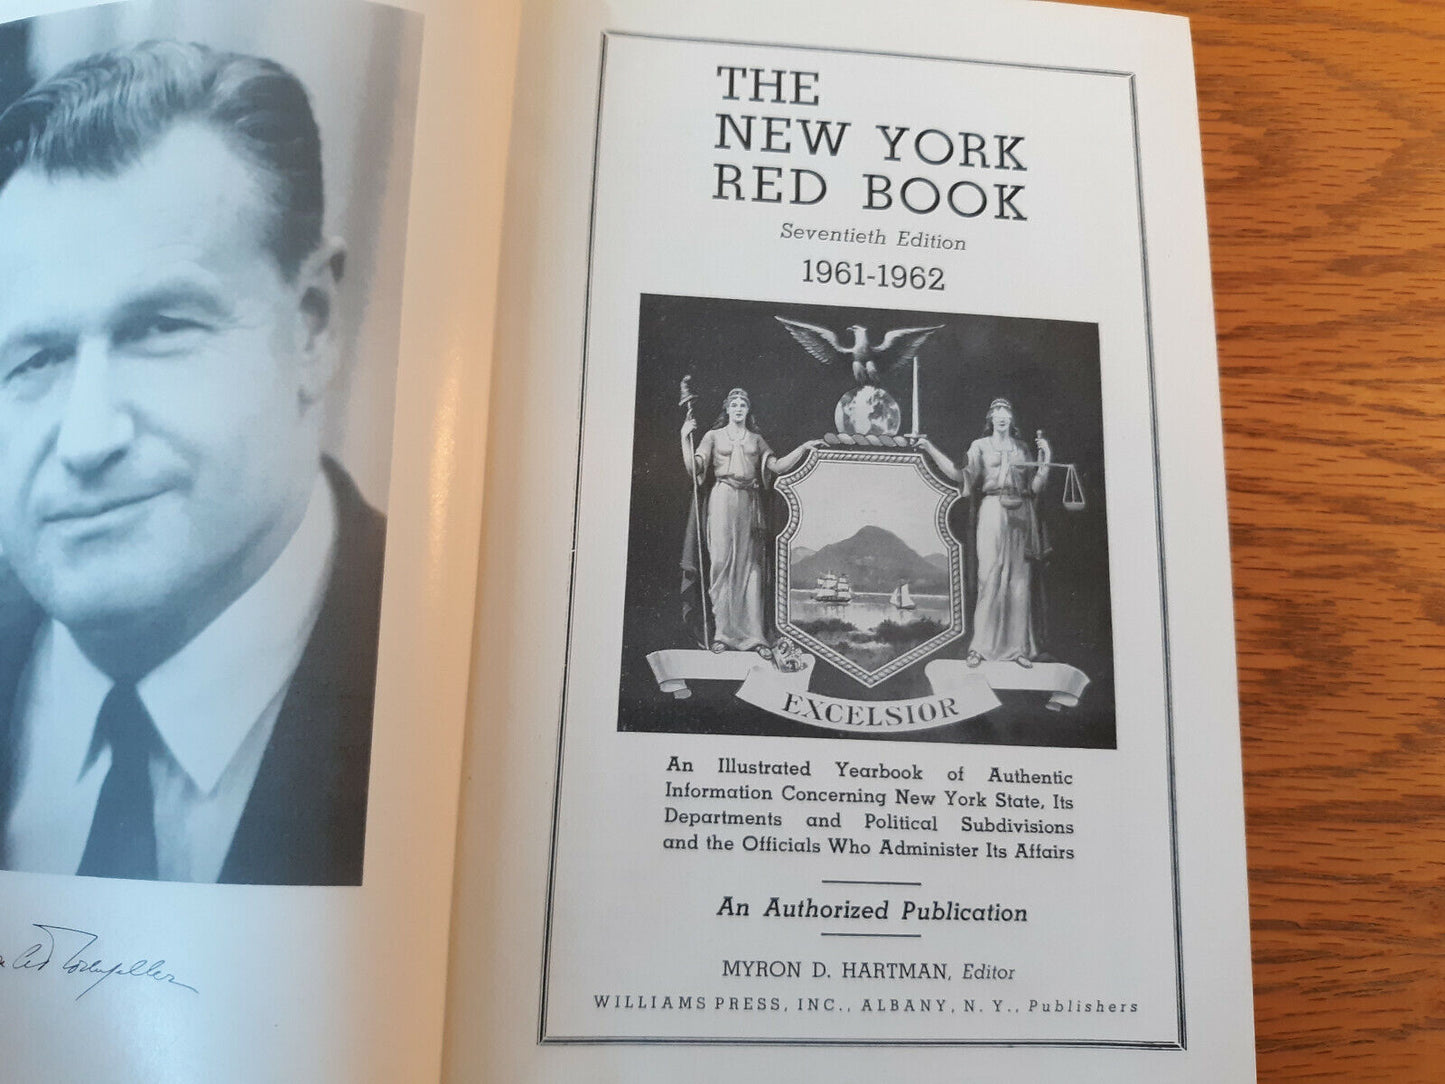 THE
NEW YORK
RED BOOK
Seventieth Edition
1961-1962
EXCELSIOR
An Illustrated Yearbook of Authentic
Information Concerning New York State, Its
Departments and Political Subdivisions
and the Officials Who Administer Its Affairs
An Authorized Publication
MYRON D. HARTMAN, Editor
WILLIAMS PRESS, INC., ALBANY, N. Y., Publishers